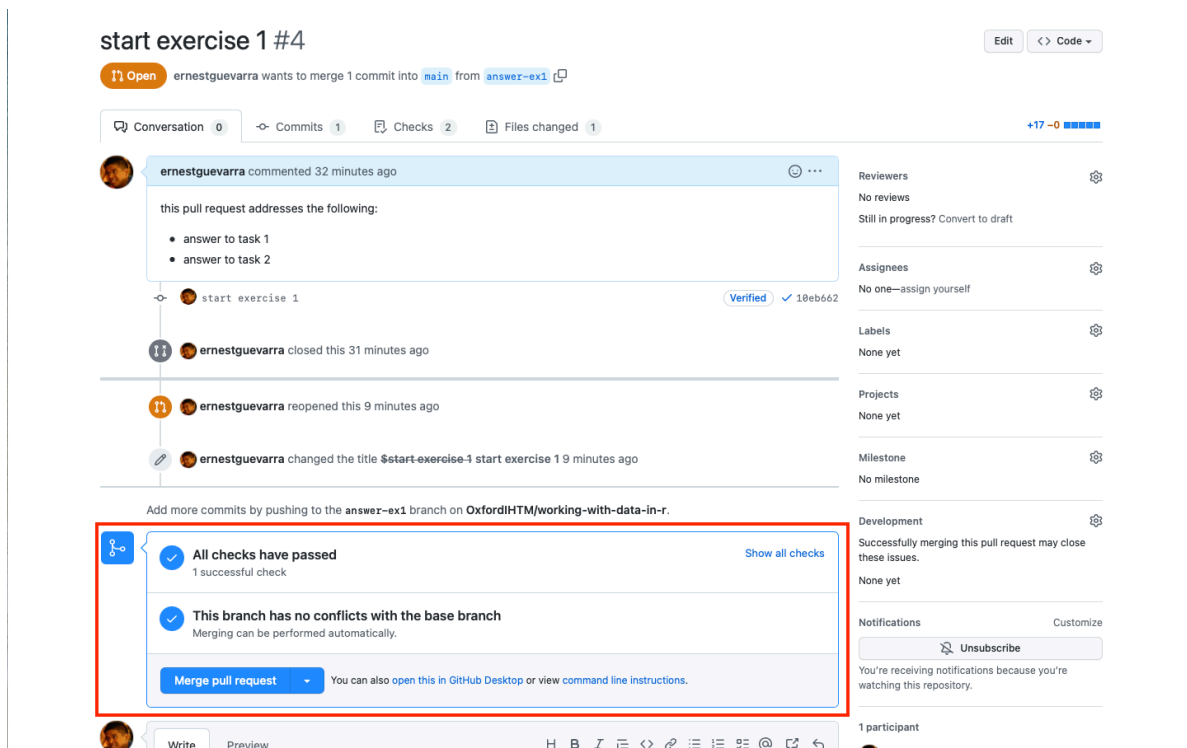 start exercise 1 #4
Edit
<> Code
Open
ernestguevarra wants to merge 1 commit into main from answer-ex1
Conversation 0
Commits 1
Checks 2
Files changed 1
+17 −0
ernestguevarra commented 32 minutes ago
this pull request addresses the following:
• answer to task 1
• answer to task 2
start exercise 1
Verified
10eb662
ernestguevarra closed this 31 minutes ago
ernestguevarra reopened this 9 minutes ago
ernestguevarra changed the title $start exercise 1 start exercise 1 9 minutes ago
Add more commits by pushing to the answer-ex1 branch on OxfordIHTM/working-with-data-in-r.
All checks have passed
1 successful check
Show all checks
This branch has no conflicts with the base branch
Merging can be performed automatically.
Merge pull request
You can also open this in GitHub Desktop or view command line instructions.
Write
Preview
H B I <> @
Reviewers
No reviews
Still in progress? Convert to draft
Assignees
No one—assign yourself
Labels
None yet
Projects
None yet
Milestone
No milestone
Development
Successfully merging this pull request may close
these issues.
None yet
Notifications
Customize
Unsubscribe
You're receiving notifications because you're
watching this repository.
1 participant